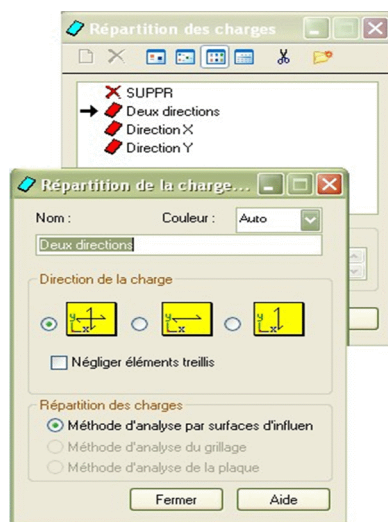 Répartition des charges
SUPPR
Deux directions
Direction X
Direction Y
Répartition de la charge...
Nom :
Couleur :
Auto
Deux directions
Direction de la charge
y
x
y
x
y
x
Négliger éléments treillis
Répartition des charges
Méthode d'analyse par surfaces d'influen
Méthode d'analyse du grillage
Méthode d'analyse de la plaque
Fermer
Aide